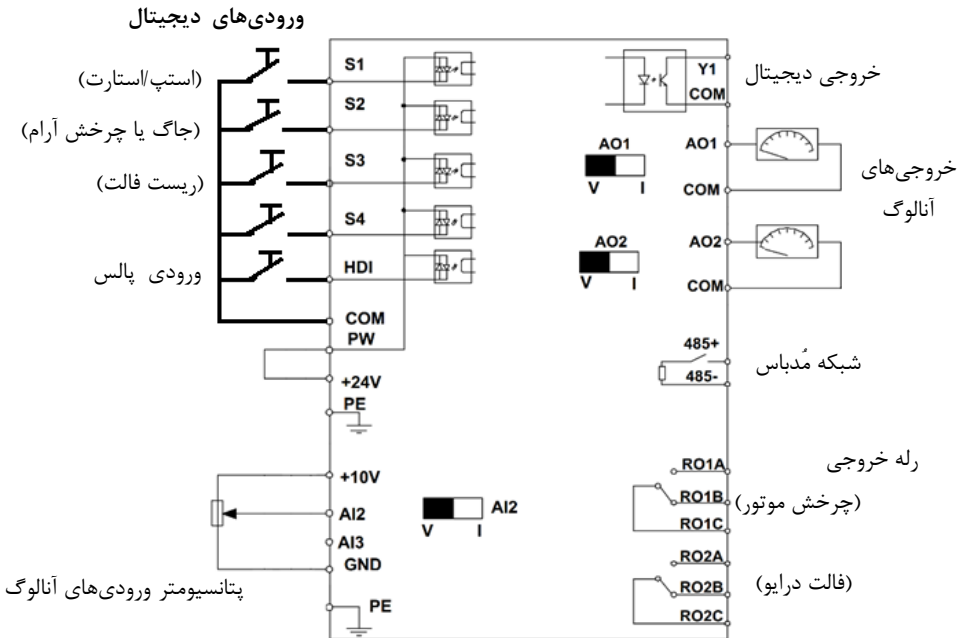 ورودی‌های دیجیتال
(استپ/استارت)
(جاگ یا چرخش آرام)
(ریست فالت)
ورودی پالس
S1
S2
S3
S4
HDI
COM
PW
+24V
PE
+10V
AI2
AI3
GND
PE
پتانسیومتر ورودی‌های آنالوگ
AO1
V I
AO2
V I
AI2
V I
Y1
COM
خروجی دیجیتال
AO1
COM
AO2
COM
خروجی‌های
آنالوگ
485+
485-
شبکه مُدباس
RO1A
RO1B
RO1C
رله خروجی
(چرخش موتور)
RO2A
RO2B
RO2C
(فالت درایو)